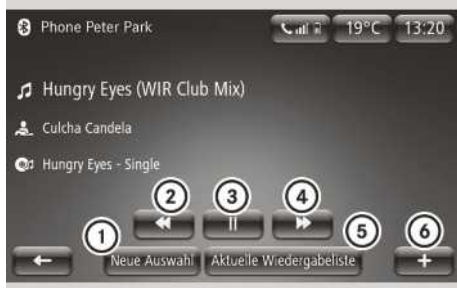 Phone Peter Park 19°C 13:20
Hungry Eyes (WIR Club Mix)
Culcha Candela
Hungry Eyes - Single
2 3 4
1 5 6
Neue Auswahl Aktuelle Wiedergabeliste